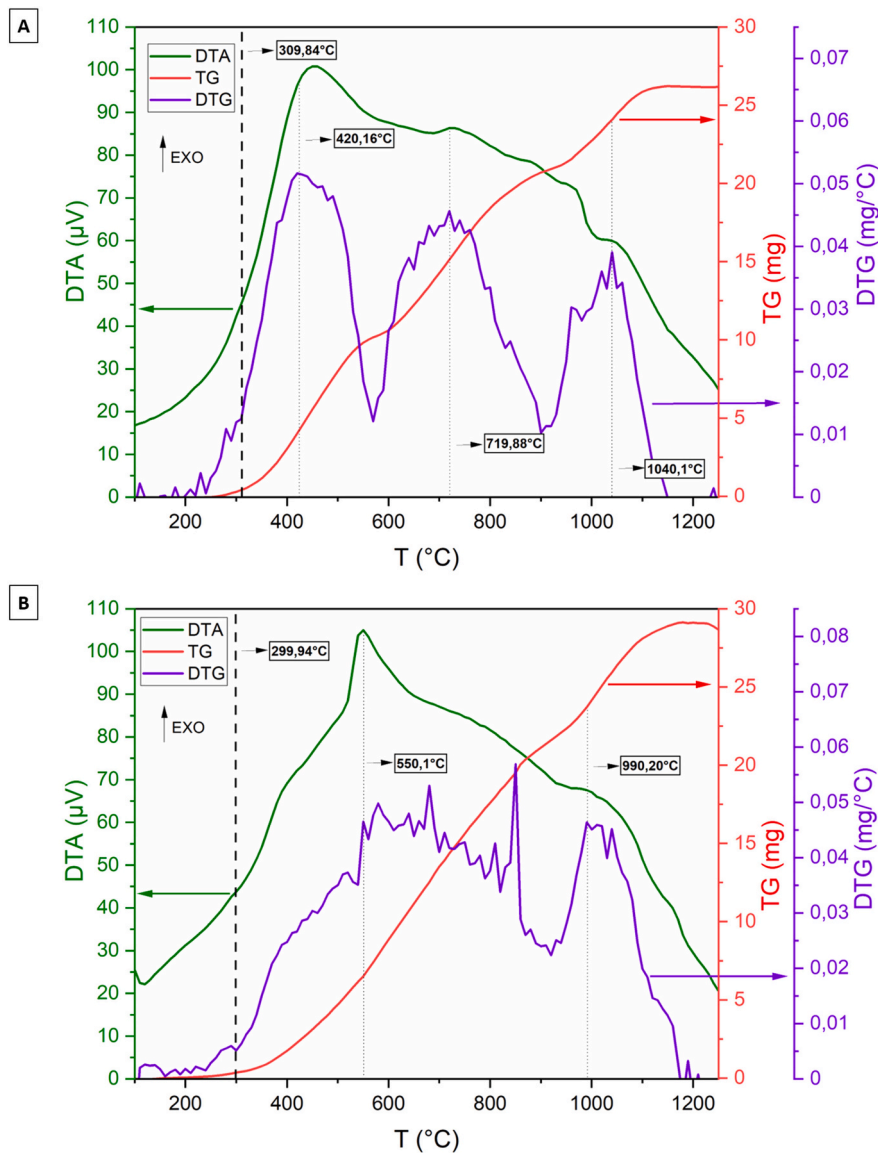 A
110
100
90
80
70
60
50
40
30
20
10
0
DTA (µV)
DTA
TG
DTG
EXO
309,84°C
420,16°C
719,88°C
1040,1°C
30
25
20
15
10
5
0
TG (mg)
0,07
0,06
0,05
0,04
0,03
0,02
0,01
0
DTG (mg/°C)
200 400 600 800 1000 1200
T (°C)
B
110
100
90
80
70
60
50
40
30
20
10
0
DTA (µV)
DTA
TG
DTG
EXO
299,94°C
550,1°C
990,20°C
30
25
20
15
10
5
0
TG (mg)
0,08
0,07
0,06
0,05
0,04
0,03
0,02
0,01
0
DTG (mg/°C)
200 400 600 800 1000 1200
T (°C)